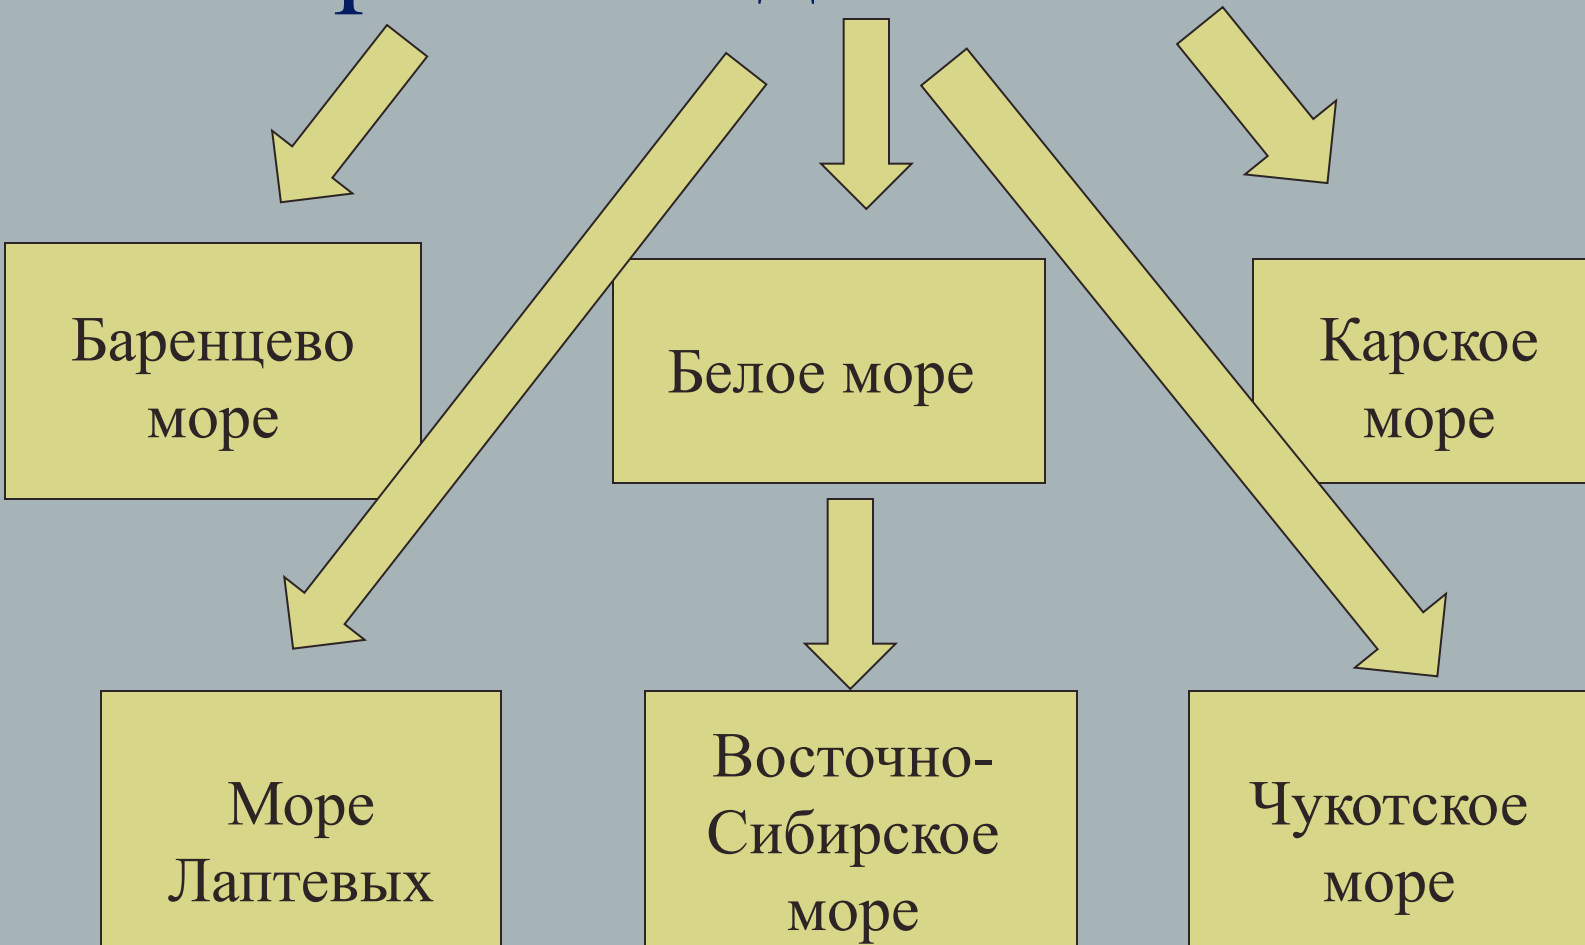 Баренцево
море
Белое море
Карское
море
Море
Лаптевых
Восточно-
Сибирское
море
Чукотское
море